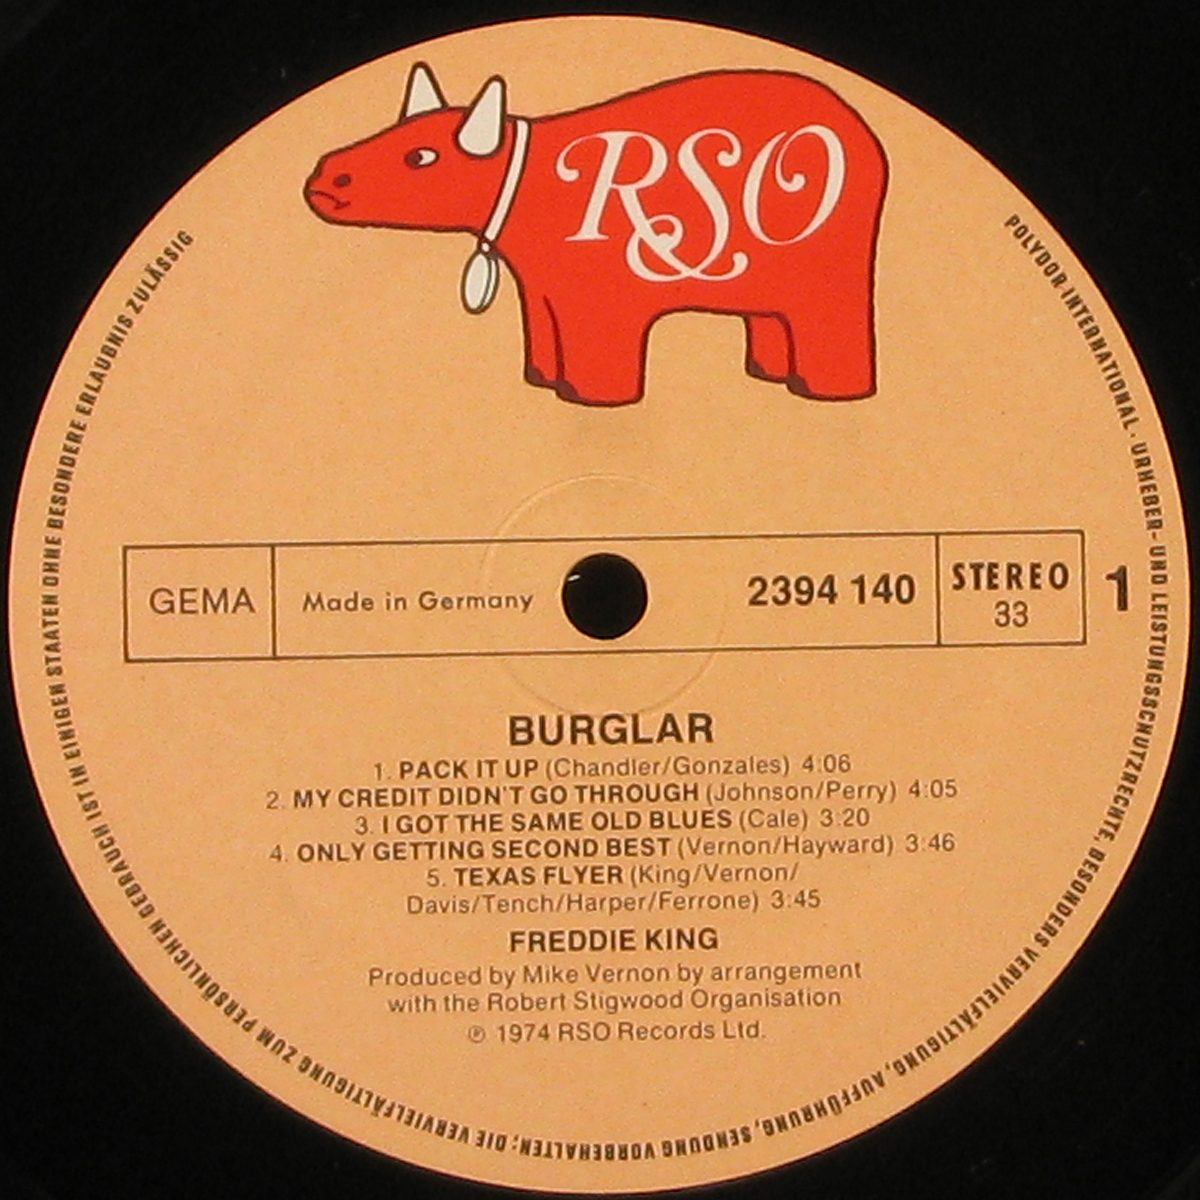 RSO
GEMA
Made in Germany
2394 140
STEREO
33
1
BURGLAR
1. PACK IT UP (Chandler/Gonzales) 4:06
2. MY CREDIT DIDN'T GO THROUGH (Johnson/Perry) 4:05
3. I GOT THE SAME OLD BLUES (Cale) 3:20
4. ONLY GETTING SECOND BEST (Vernon/Hayward) 3:46
5. TEXAS FLYER (King/Vernon/
Davis/Tench/Harper/Ferrone) 3:45
FREDDIE KING
Produced by Mike Vernon by arrangement
with the Robert Stigwood Organisation
℗ 1974 RSO Records Ltd.
POLYDOR INTERNATIONAL · URHEBER- UND LEISTUNGSSCHUTZRECHTE, BESONDERS VERVIELFÄLTIGUNG, AUFFÜHRUNG, SENDUNG VORBEHALTEN; DIE VERVIELFÄLTIGUNG ZUM PERSÖNLICHEN GEBRAUCH IST IN EINIGEN STAATEN OHNE BESONDERE ERLAUBNIS ZULÄSSIG